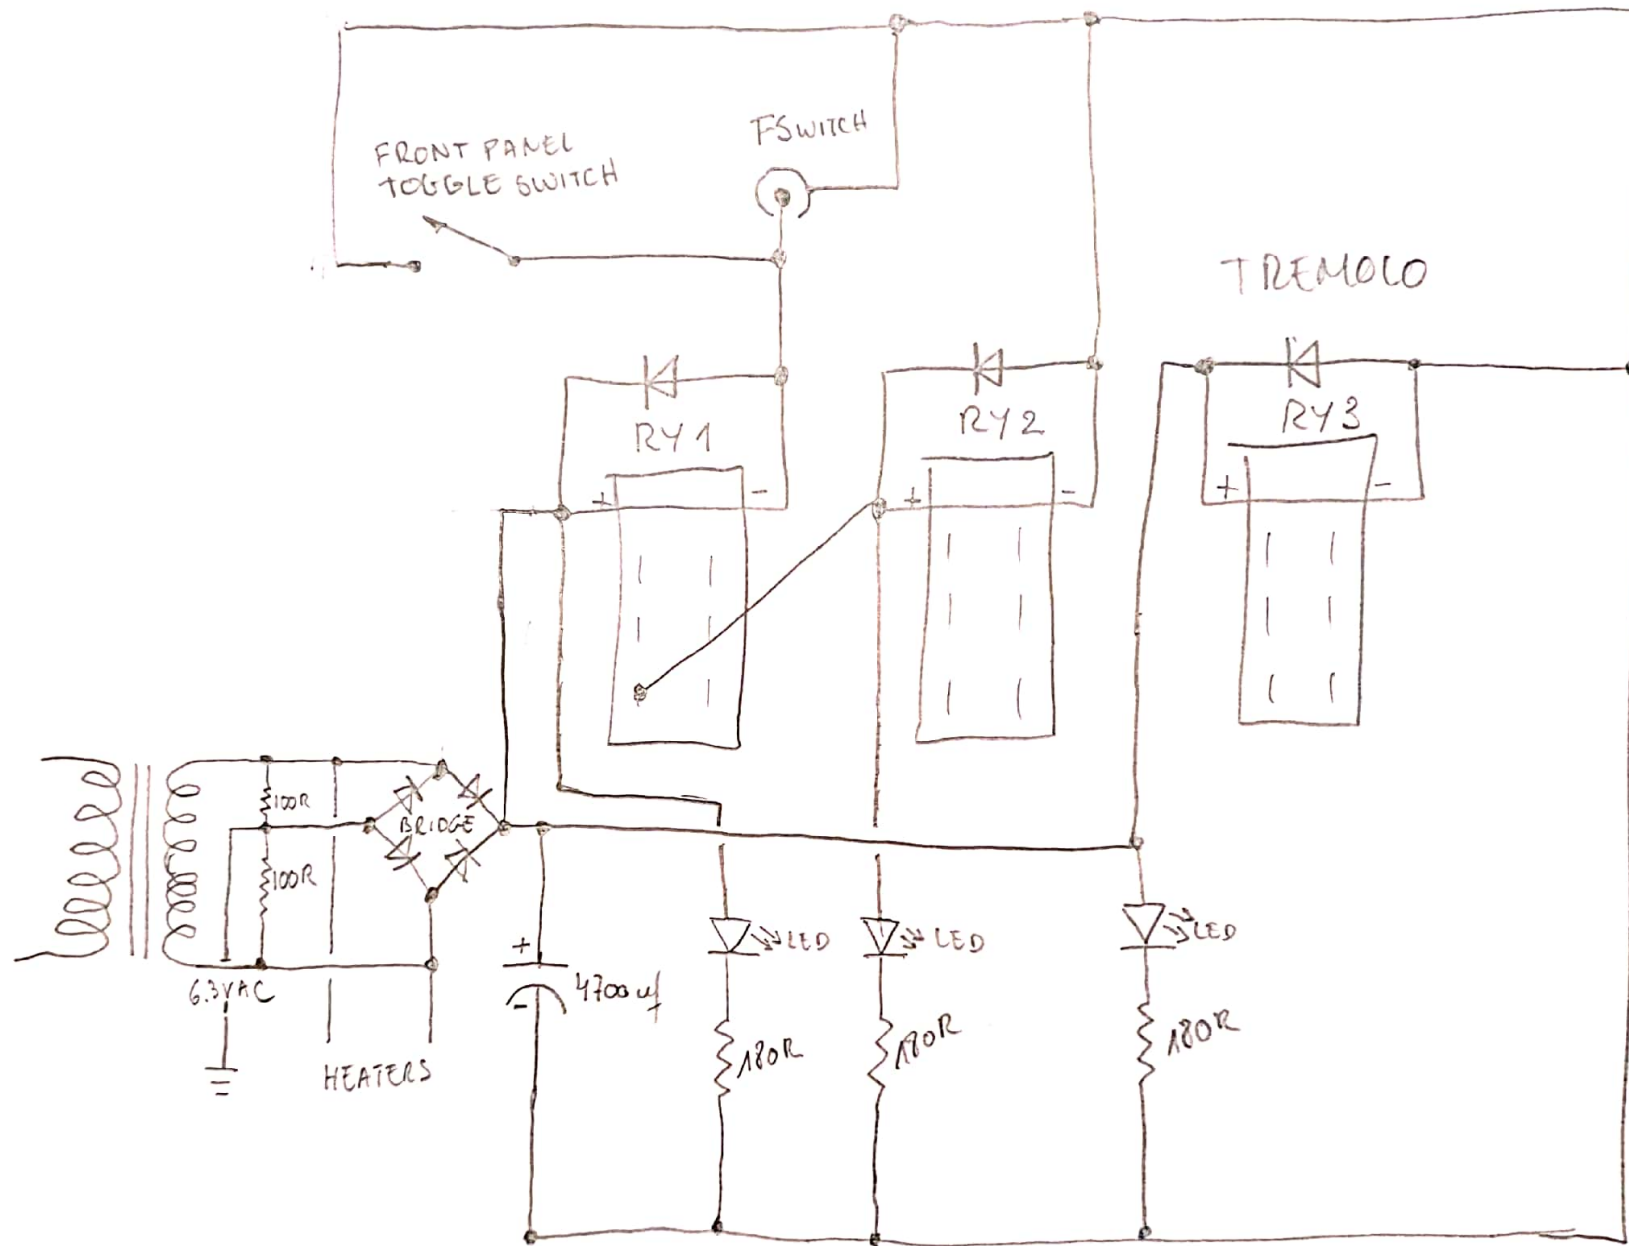 FSWITCH
FRONT PANEL
TOGGLE SWITCH
TREMOLO
RY1
RY2
RY3
+
-
+
-
+
-
100R
BRIDGE
100R
LED
LED
LED
+
-
4700uf
6.3VAC
180R
180R
180R
HEATERS